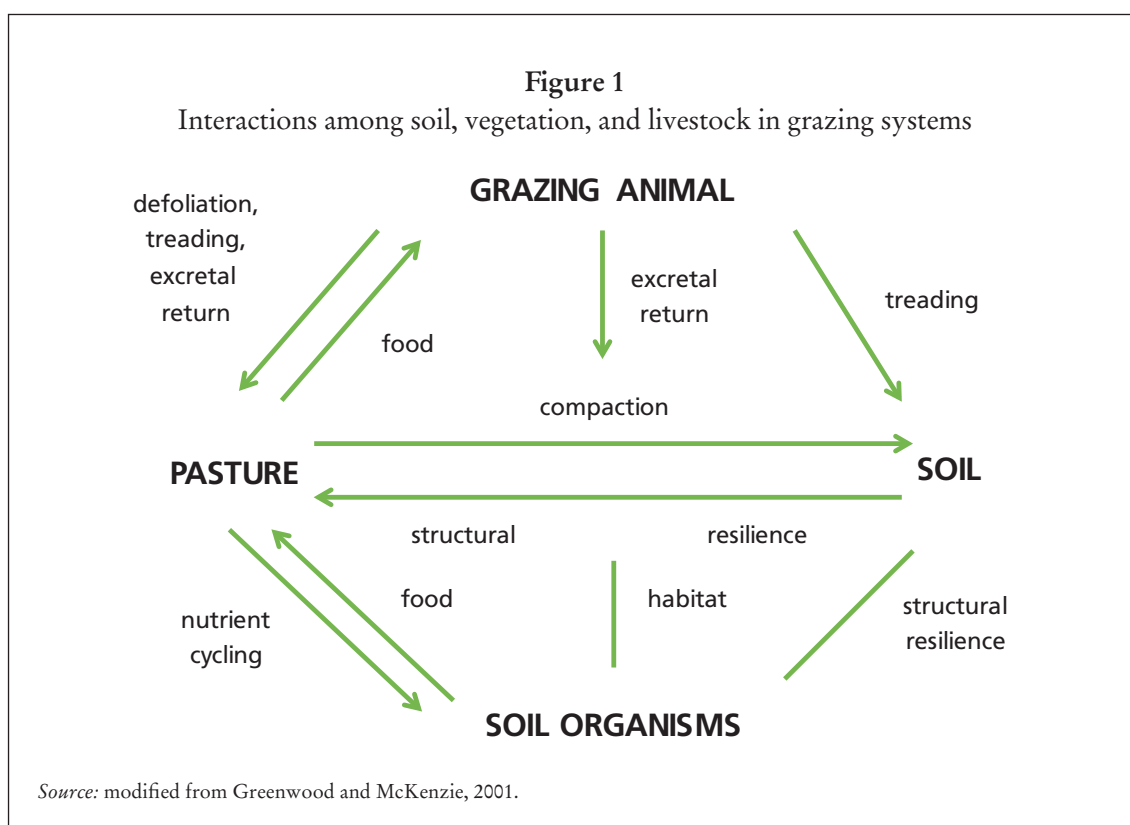 Figure 1
Interactions among soil, vegetation, and livestock in grazing systems
GRAZING ANIMAL
defoliation,
treading,
excretal
return
food
excretal
return
treading
compaction
PASTURE
SOIL
structural
resilience
nutrient
cycling
food
habitat
structural
resilience
SOIL ORGANISMS
Source: modified from Greenwood and McKenzie, 2001.